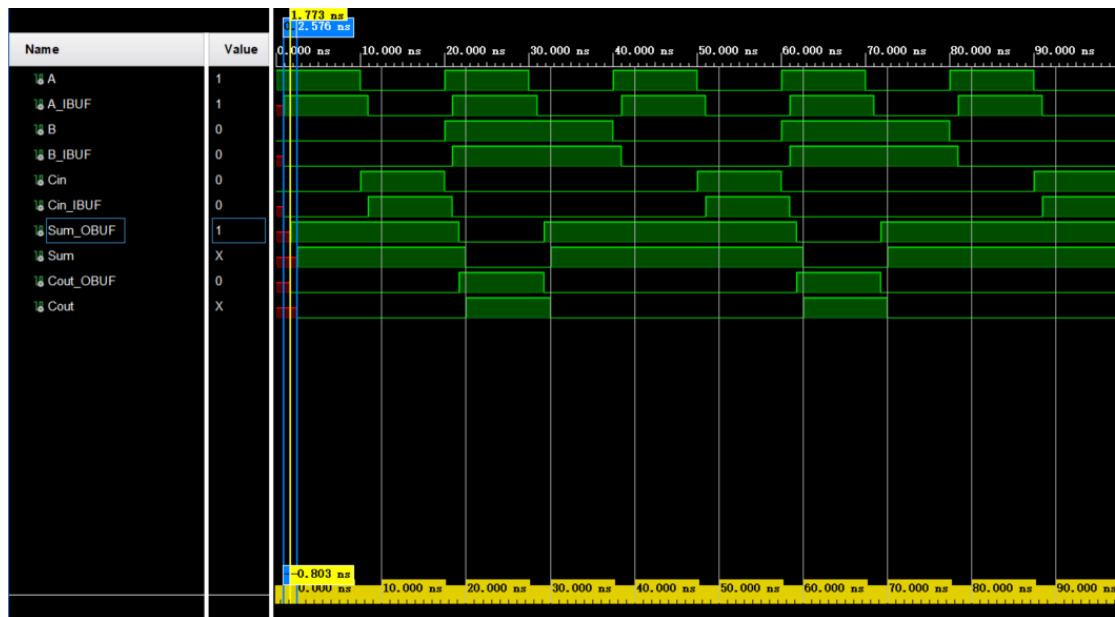 1.773 ns
2.576 ns
Name Value
0.000 ns 10.000 ns 20.000 ns 30.000 ns 40.000 ns 50.000 ns 60.000 ns 70.000 ns 80.000 ns 90.000 ns
A 1
A_IBUF 1
B 0
B_IBUF 0
Cin 0
Cin_IBUF 0
Sum_OBUF 1
Sum X
Cout_OBUF 0
Cout X
-0.803 ns
0.000 ns 10.000 ns 20.000 ns 30.000 ns 40.000 ns 50.000 ns 60.000 ns 70.000 ns 80.000 ns 90.000 ns